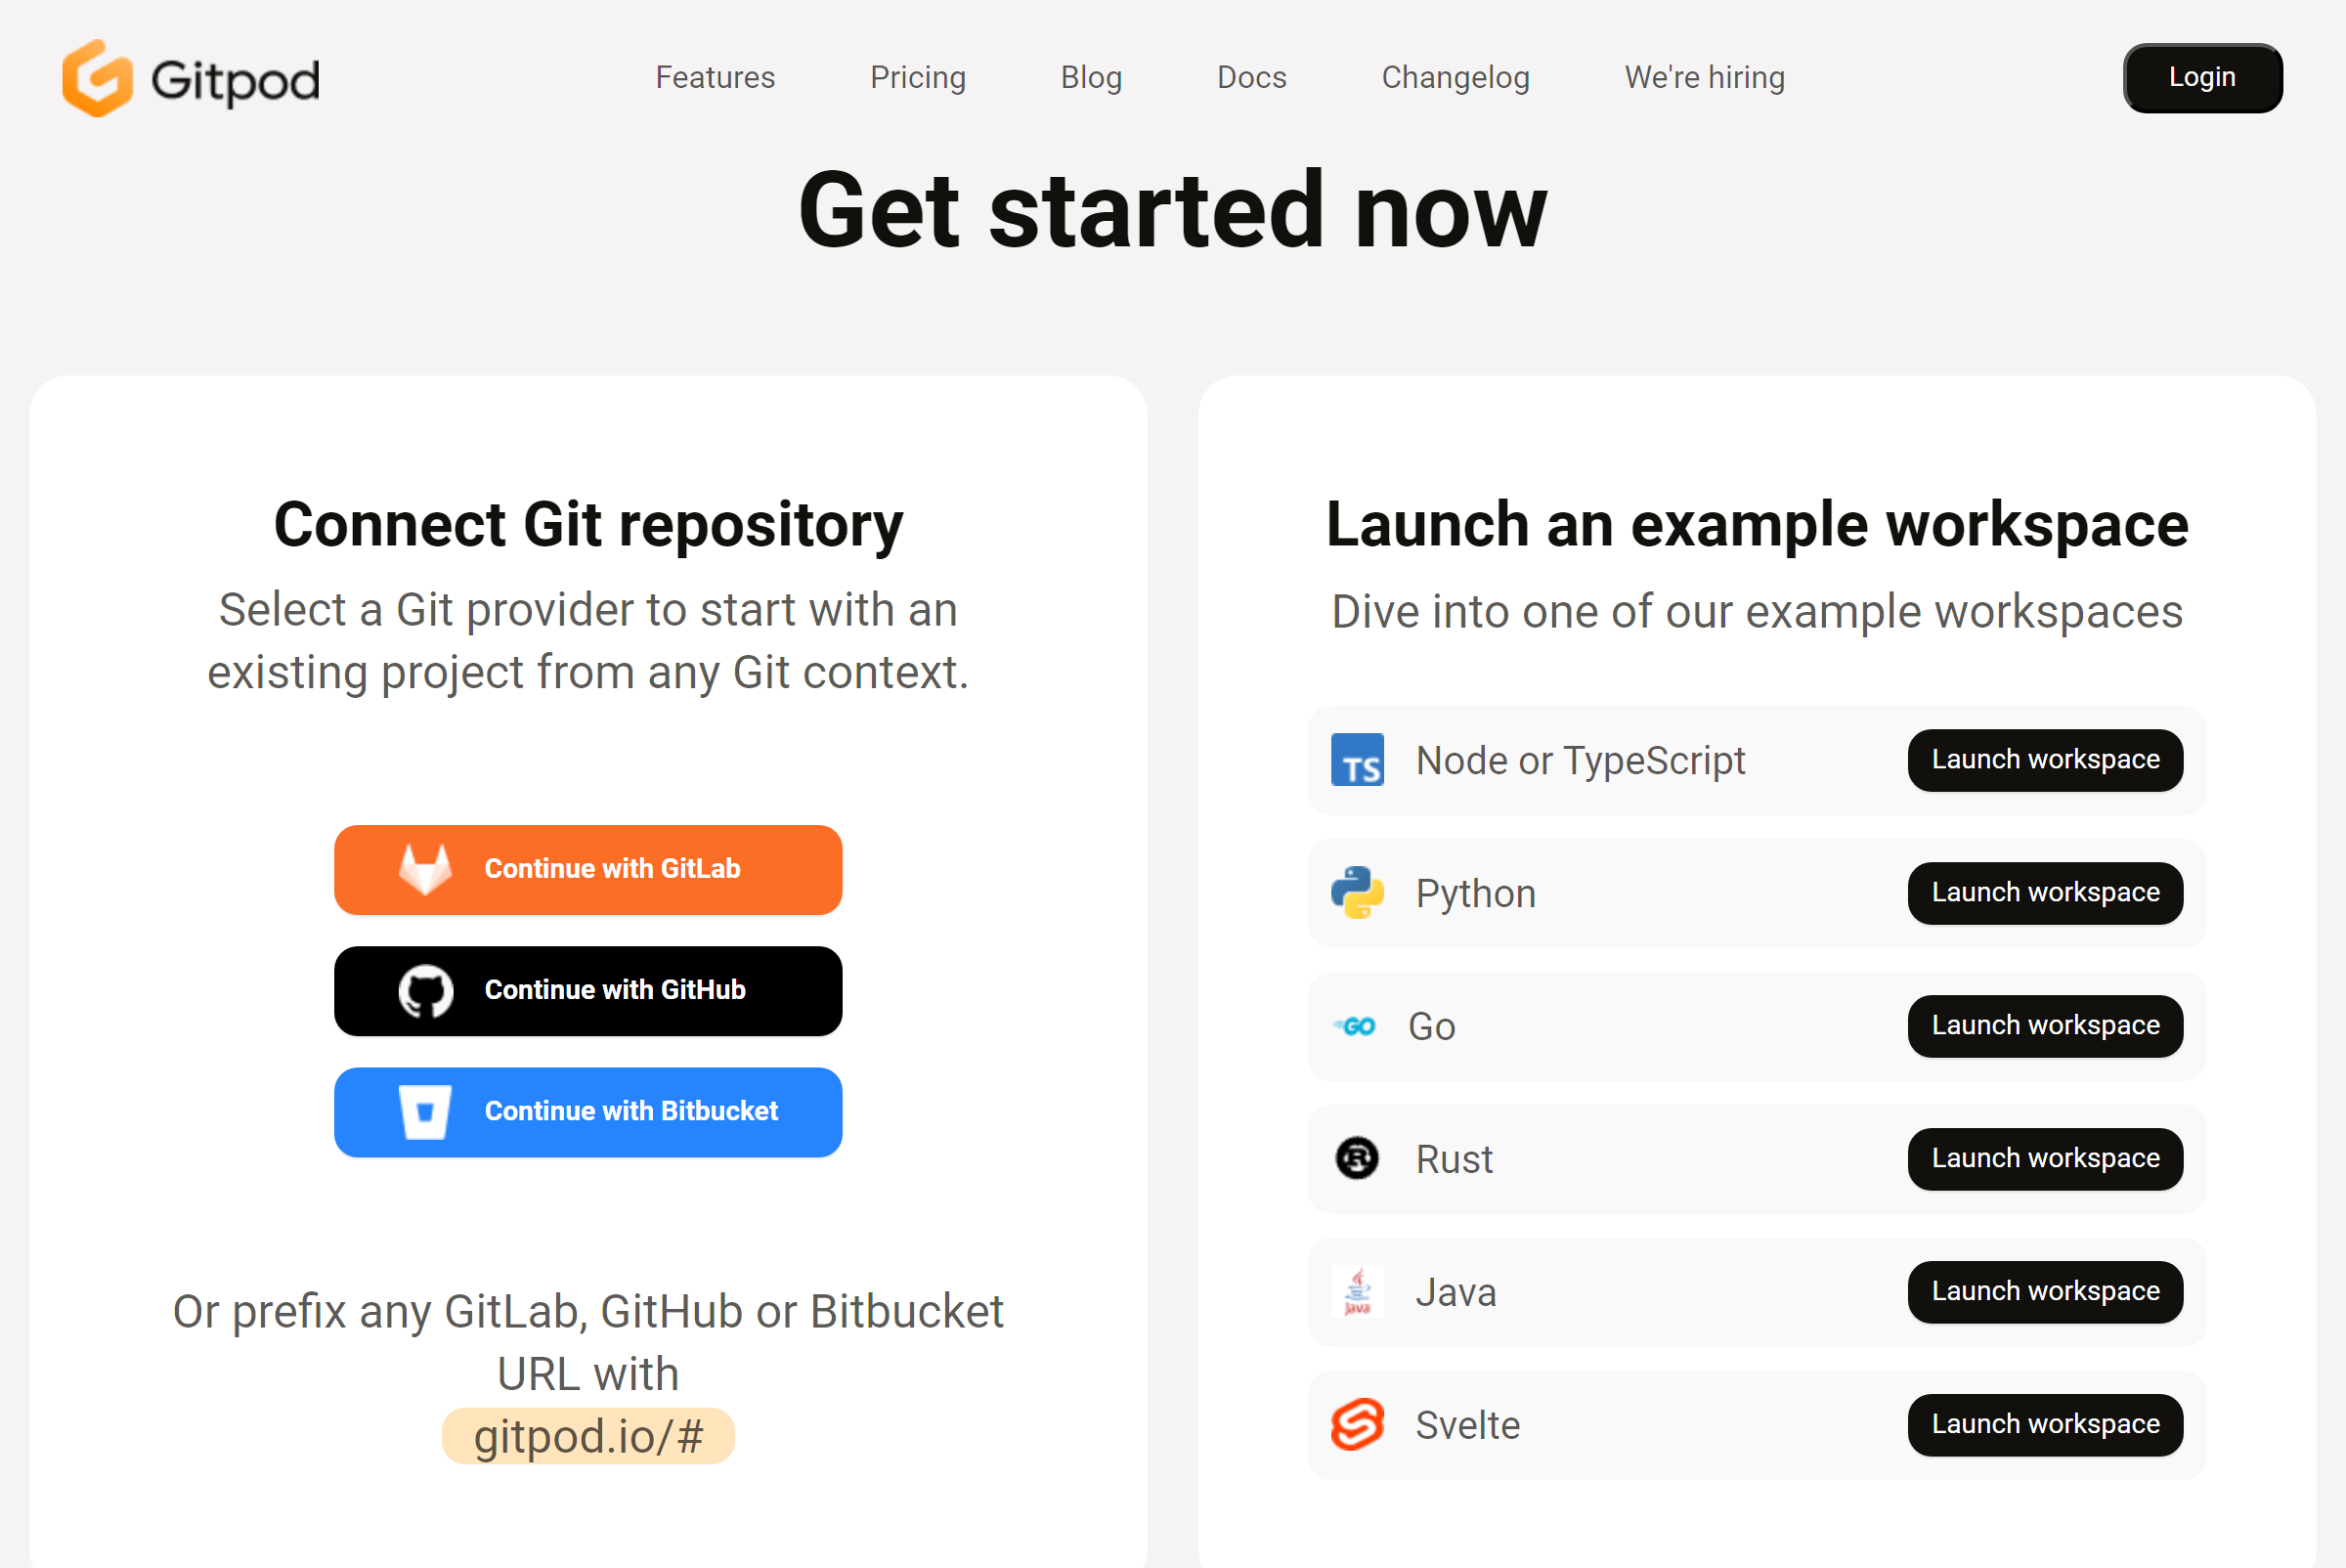 Gitpod
Features
Pricing
Blog
Docs
Changelog
We're hiring
Login
Get started now
Connect Git repository
Select a Git provider to start with an
existing project from any Git context.
Continue with GitLab
Continue with GitHub
Continue with Bitbucket
Or prefix any GitLab, GitHub or Bitbucket
URL with
gitpod.io/#
Launch an example workspace
Dive into one of our example workspaces
TS
Node or TypeScript
Launch workspace
Python
Launch workspace
GO
Go
Launch workspace
R
Rust
Launch workspace
Java
Java
Launch workspace
Svelte
Launch workspace